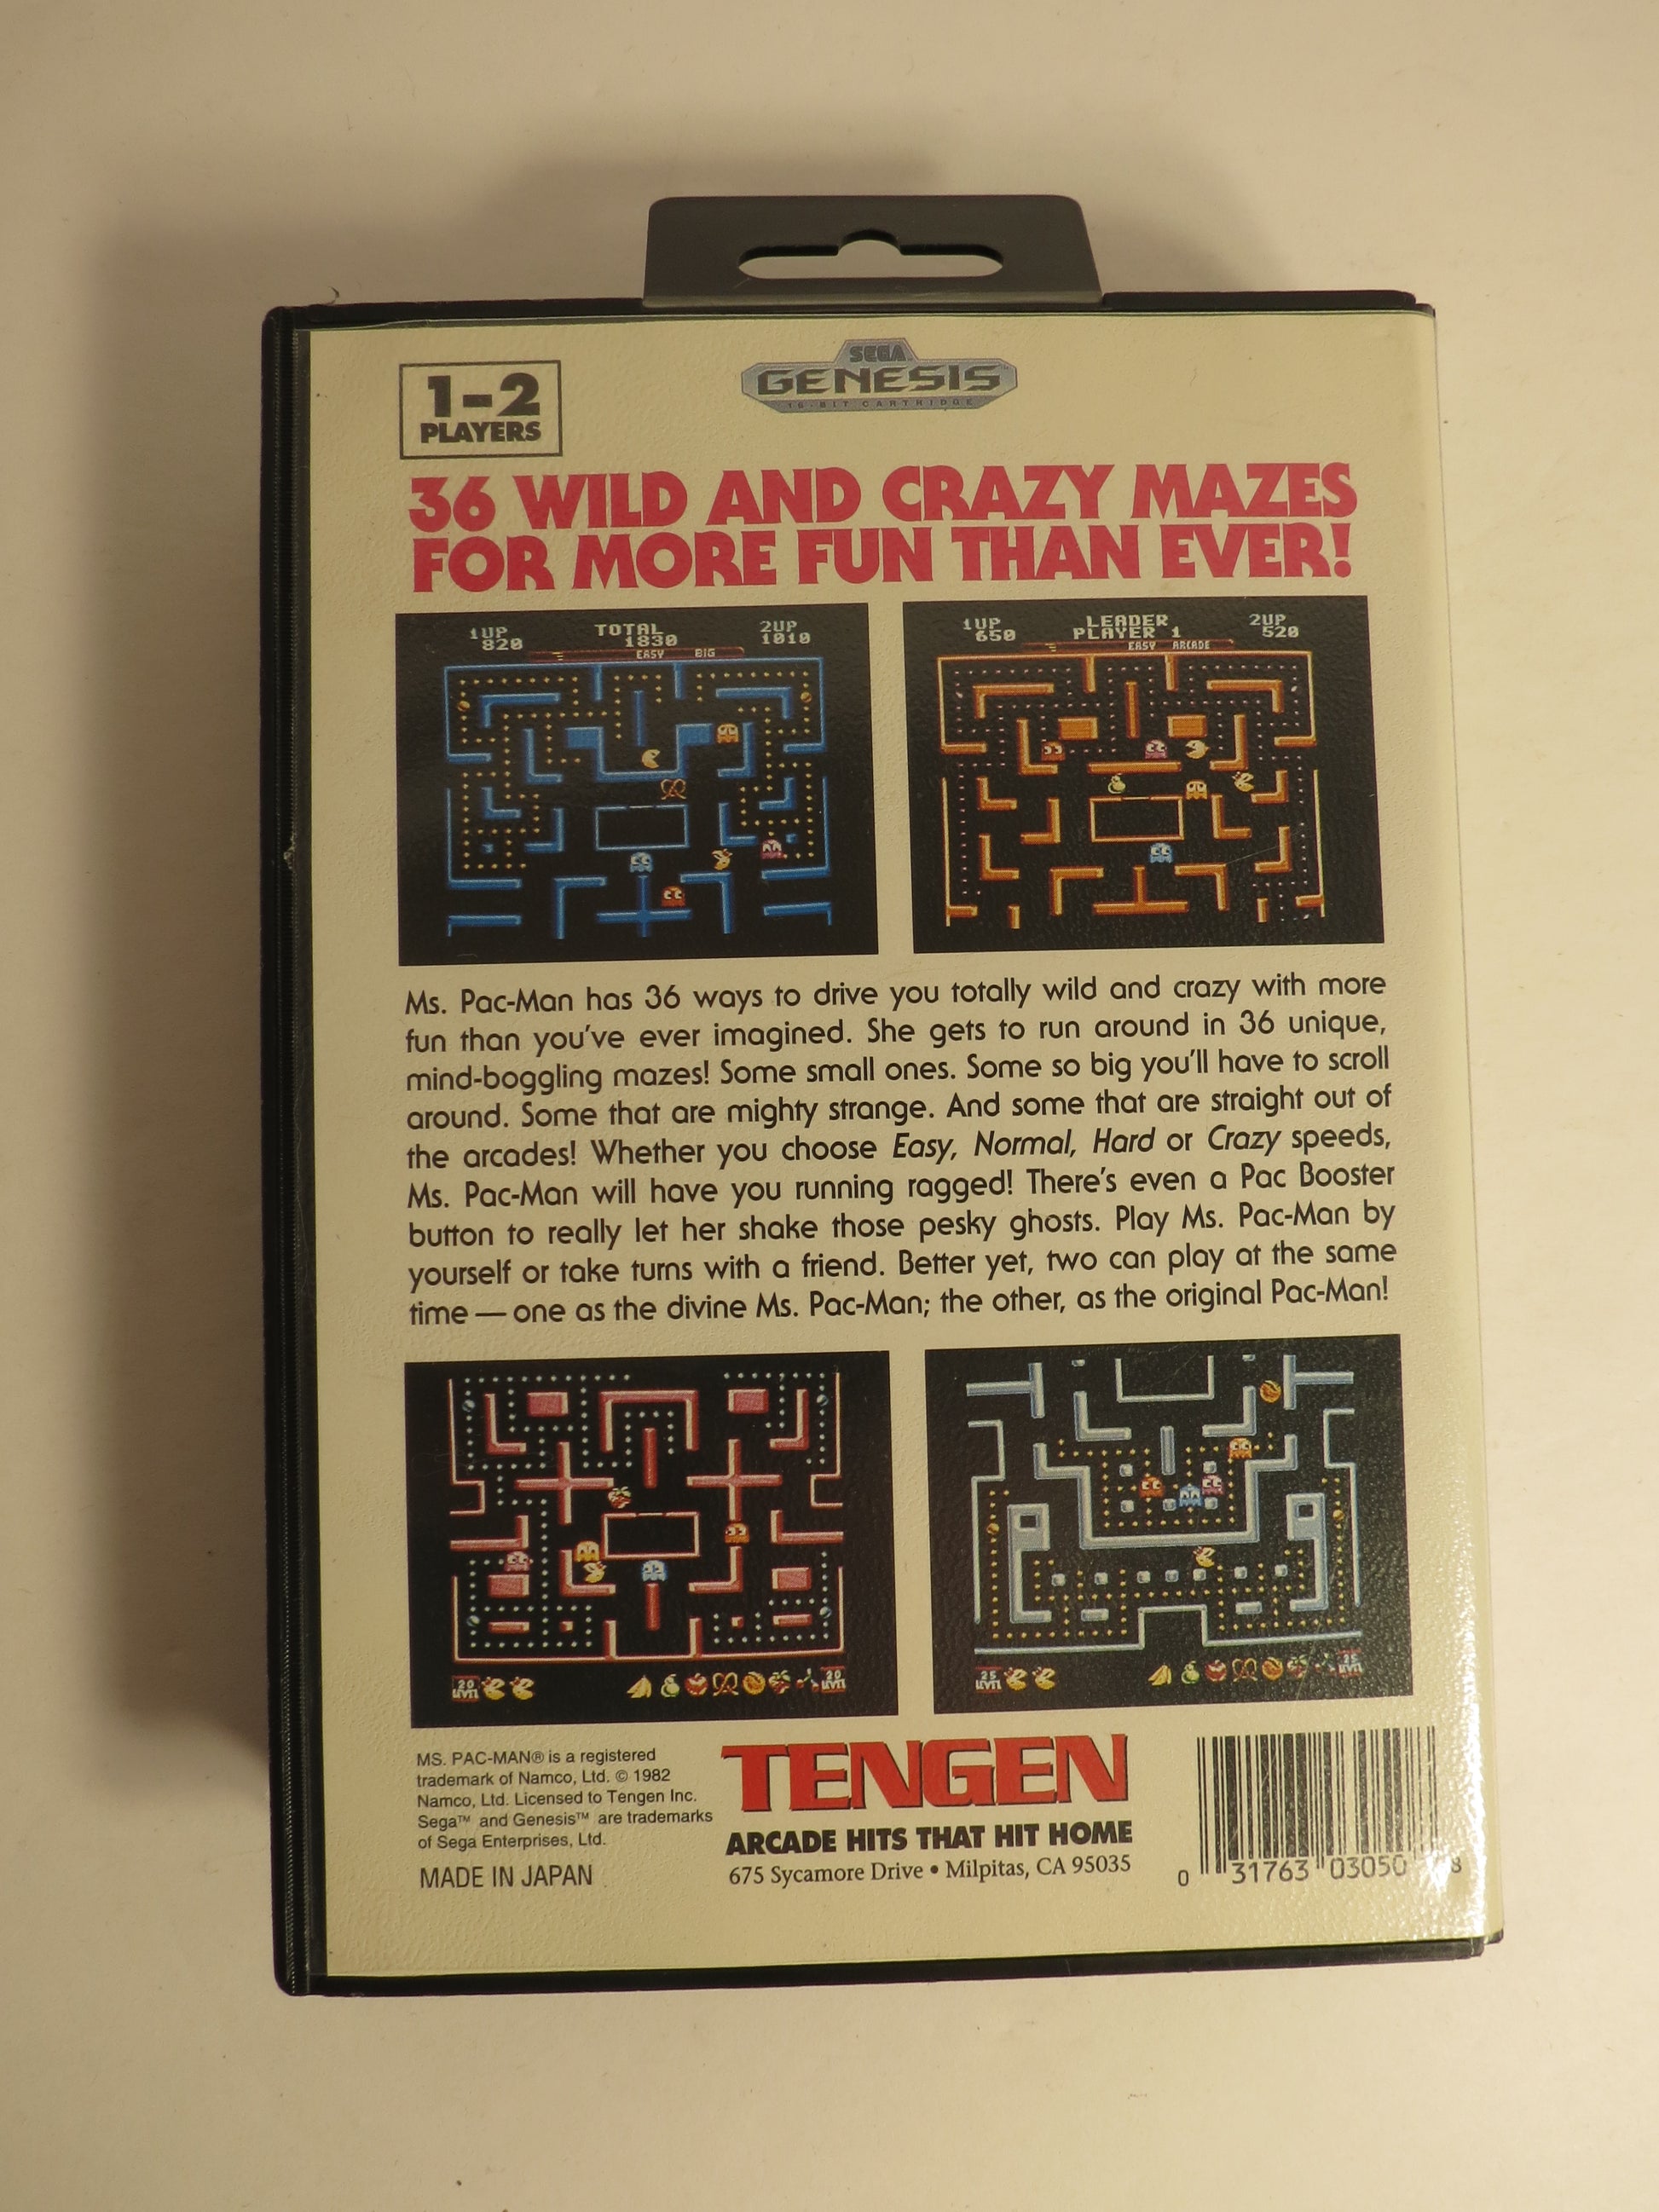 SEGA
GENESIS
16-BIT CARTRIDGE
1-2
PLAYERS
36 WILD AND CRAZY MAZES
FOR MORE FUN THAN EVER!
1UP TOTAL 2UP
820 1830 1010
EASY BIG
1UP LEADER 2UP
650 PLAYER 1 520
EASY ARCADE
Ms. Pac-Man has 36 ways to drive you totally wild and crazy with more
fun than you've ever imagined. She gets to run around in 36 unique,
mind-boggling mazes! Some small ones. Some so big you'll have to scroll
around. Some that are mighty strange. And some that are straight out of
the arcades! Whether you choose Easy, Normal, Hard or Crazy speeds,
Ms. Pac-Man will have you running ragged! There's even a Pac Booster
button to really let her shake those pesky ghosts. Play Ms. Pac-Man by
yourself or take turns with a friend. Better yet, two can play at the same
time — one as the divine Ms. Pac-Man; the other, as the original Pac-Man!
20 20
LEVEL LEVEL
25 25
LEVEL LEVEL
MS. PAC-MAN® is a registered
trademark of Namco, Ltd. © 1982
Namco, Ltd. Licensed to Tengen Inc.
Sega™ and Genesis™ are trademarks
of Sega Enterprises, Ltd.
MADE IN JAPAN
TENGEN
ARCADE HITS THAT HIT HOME
675 Sycamore Drive • Milpitas, CA 95035
0 31763 03050 8